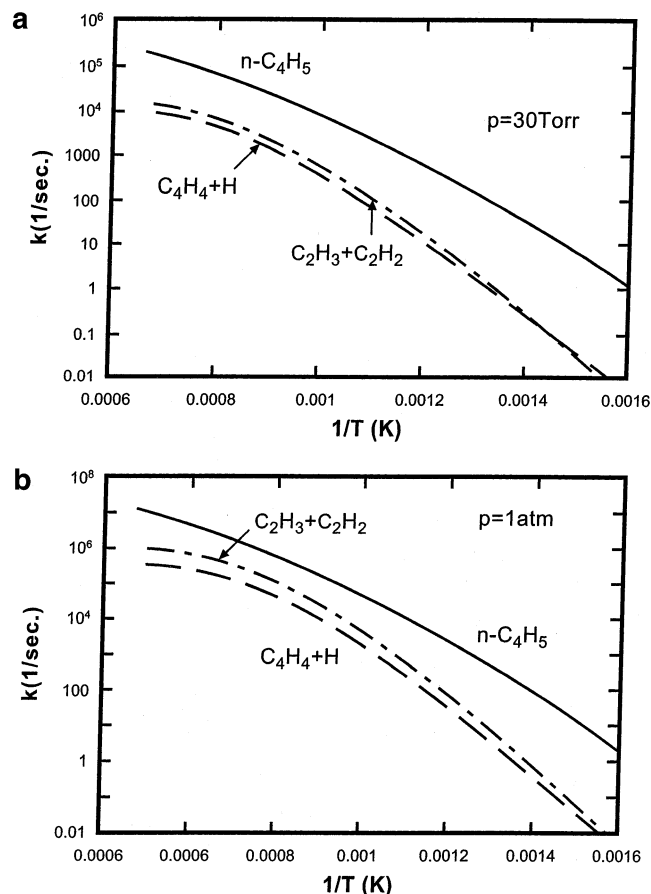 a
10⁶
10⁵
10⁴
1000
100
10
1
0.1
0.01
k(1/sec.)
n-C₄H₅
p=30Torr
C₄H₄+H
C₂H₃+C₂H₂
0.0006 0.0008 0.001 0.0012 0.0014 0.0016
1/T (K)
b
10⁸
10⁶
10⁴
100
1
0.01
k(1/sec.)
C₂H₃+C₂H₂
p=1atm
n-C₄H₅
C₄H₄+H
0.0006 0.0006 0.0008 0.001 0.0012 0.0014 0.0016
1/T (K)